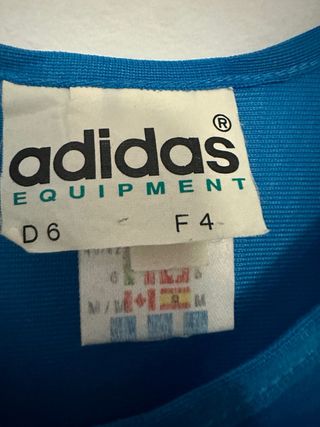 adidas®
EQUIPMENT
D 6 F 4
M / M M